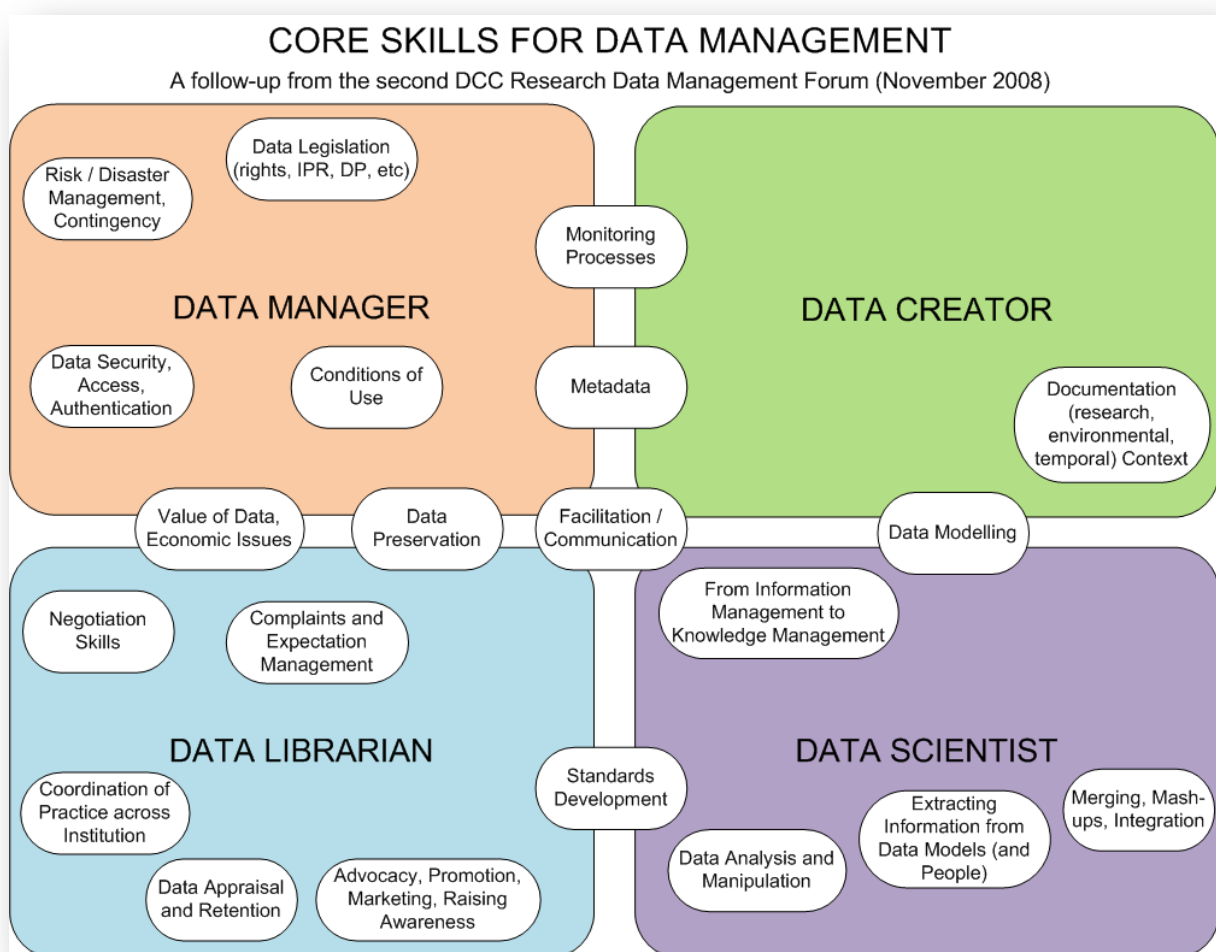 CORE SKILLS FOR DATA MANAGEMENT
A follow-up from the second DCC Research Data Management Forum (November 2008)
Data Legislation
(rights, IPR, DP, etc)
Risk / Disaster
Management,
Contingency
Monitoring
Processes
DATA MANAGER
DATA CREATOR
Data Security,
Access,
Authentication
Conditions of
Use
Metadata
Documentation
(research,
environmental,
temporal) Context
Value of Data,
Economic Issues
Data
Preservation
Facilitation /
Communication
Data Modelling
Negotiation
Skills
Complaints and
Expectation
Management
From Information
Management to
Knowledge Management
DATA LIBRARIAN
DATA SCIENTIST
Coordination of
Practice across
Institution
Standards
Development
Extracting
Information from
Data Models (and
People)
Merging, Mash-
ups, Integration
Data Appraisal
and Retention
Advocacy, Promotion,
Marketing, Raising
Awareness
Data Analysis and
Manipulation